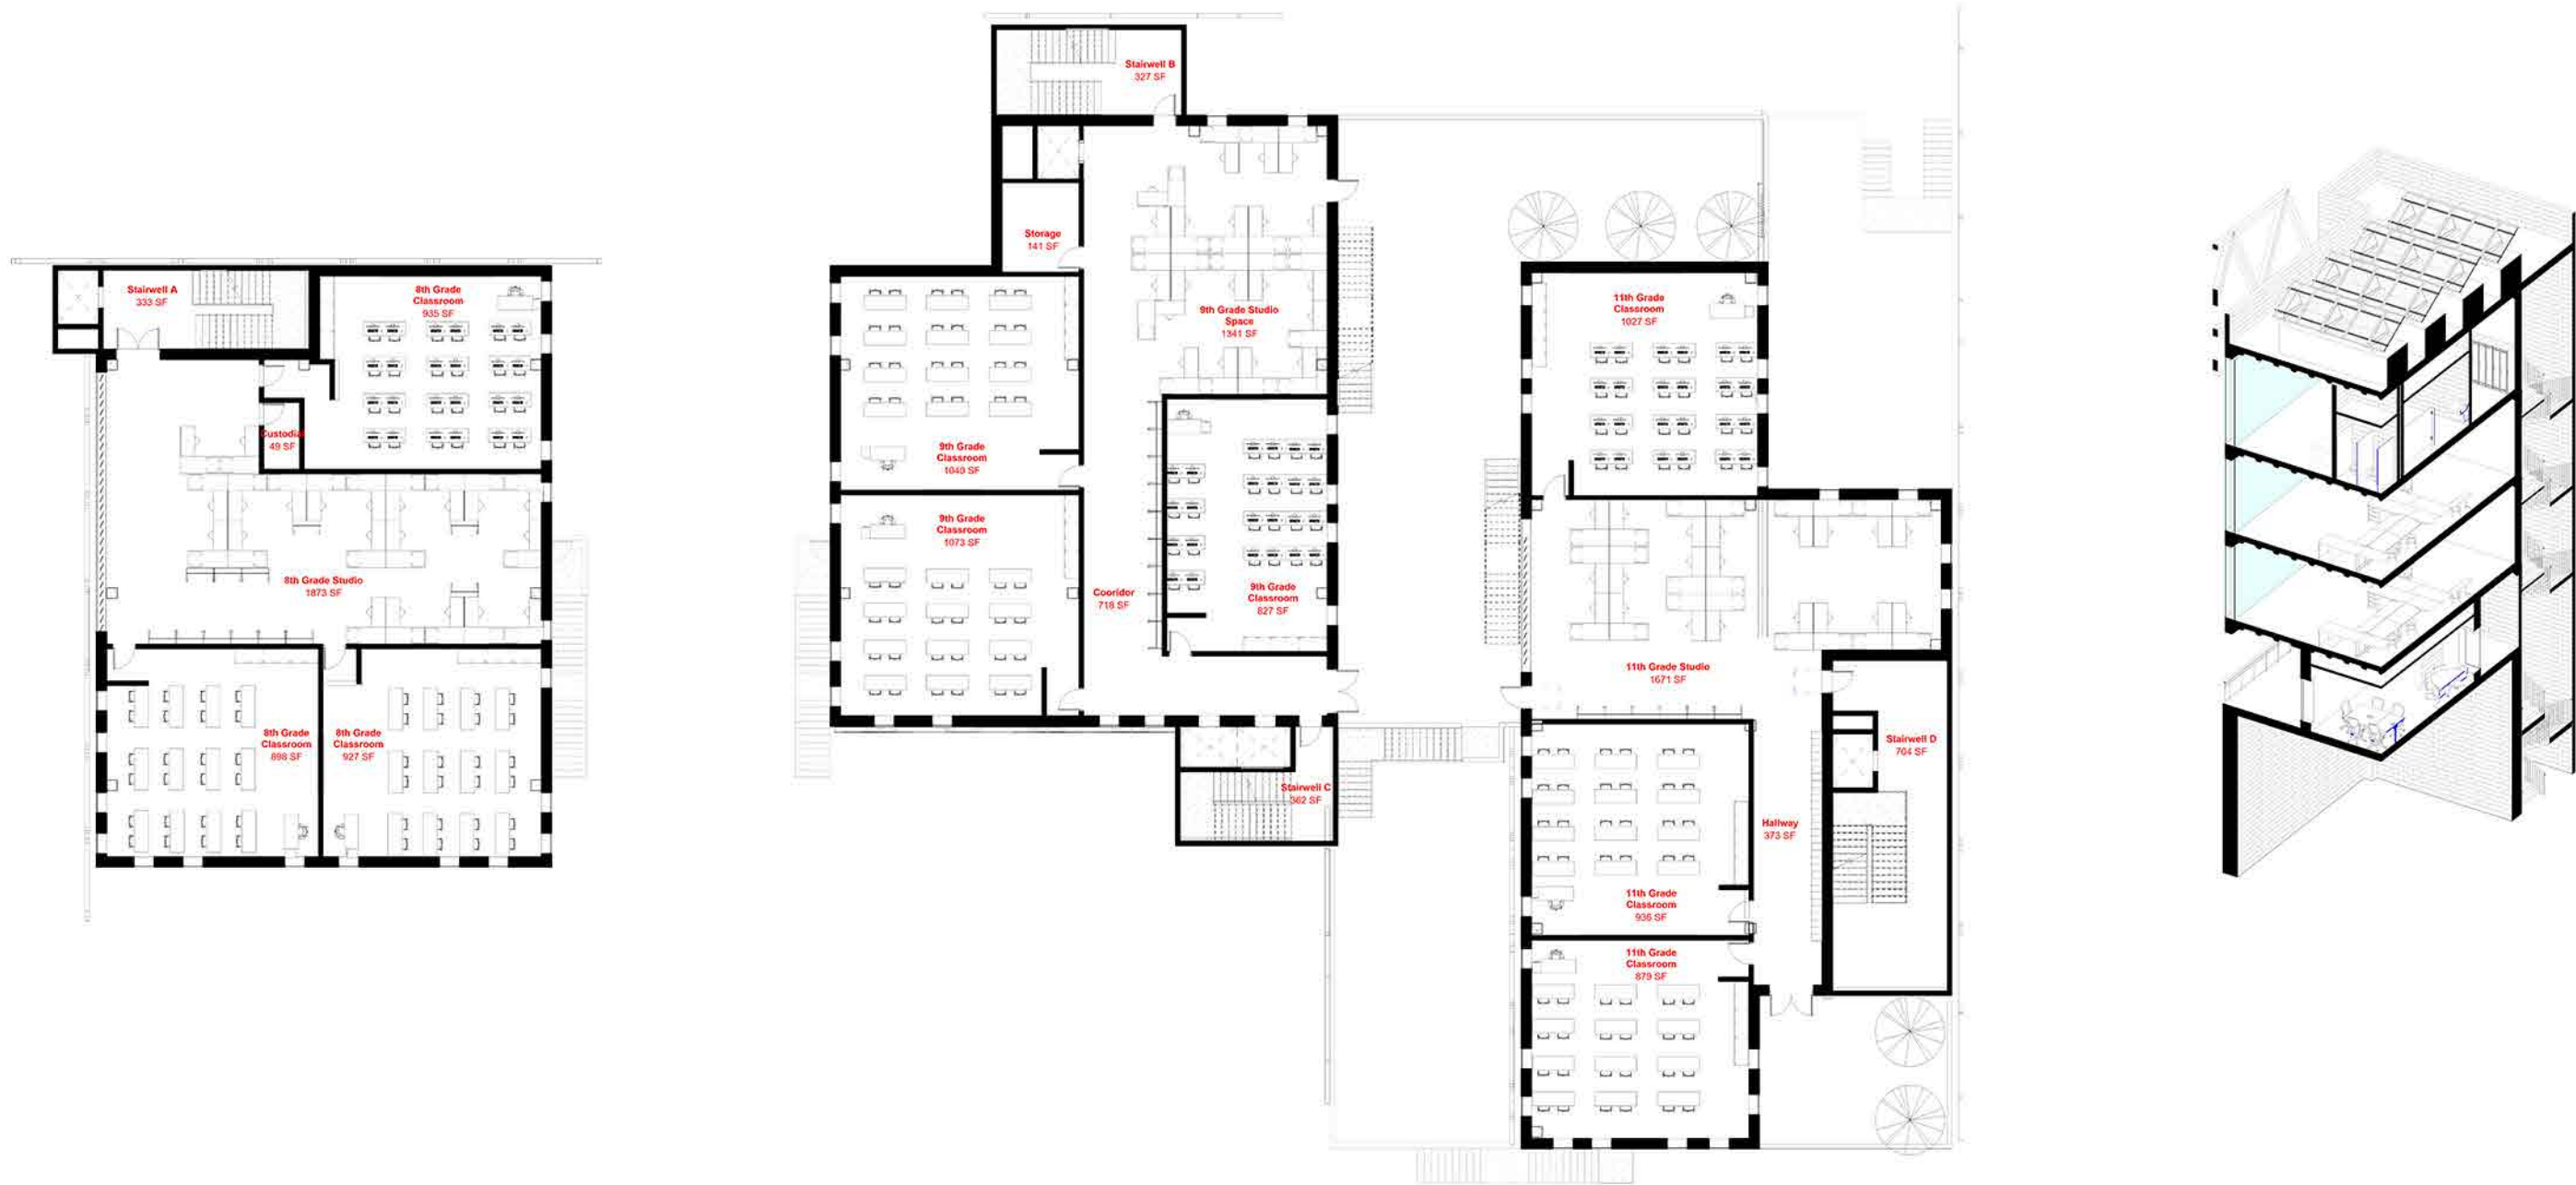 Stairwell A
333 SF
8th Grade
Classroom
935 SF
Custodial
49 SF
8th Grade Studio
1873 SF
8th Grade
Classroom
898 SF
8th Grade
Classroom
927 SF
Stairwell B
327 SF
Storage
141 SF
9th Grade Studio
Space
1341 SF
9th Grade
Classroom
1040 SF
9th Grade
Classroom
1073 SF
Cooridor
718 SF
9th Grade
Classroom
827 SF
Stairwell C
362 SF
11th Grade
Classroom
1027 SF
11th Grade Studio
1671 SF
Stairwell D
704 SF
Hallway
373 SF
11th Grade
Classroom
936 SF
11th Grade
Classroom
879 SF